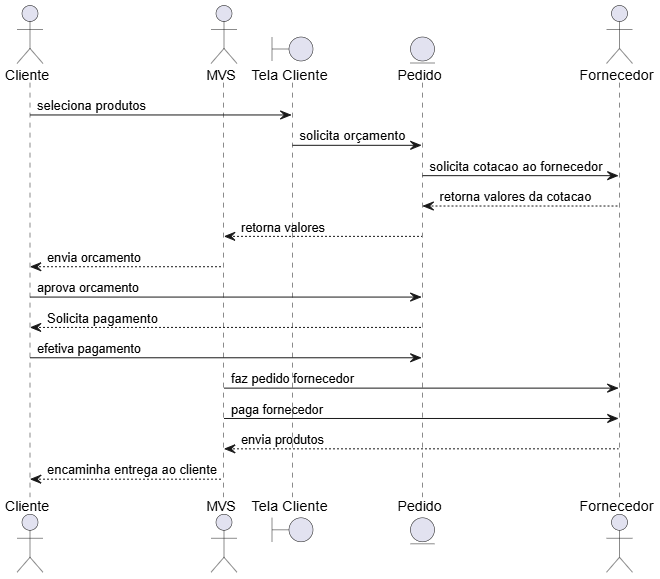 Cliente MVS Tela Cliente Pedido Fornecedor
seleciona produtos
solicita orçamento
solicita cotacao ao fornecedor
retorna valores da cotacao
retorna valores
envia orcamento
aprova orcamento
Solicita pagamento
efetiva pagamento
faz pedido fornecedor
paga fornecedor
envia produtos
encaminha entrega ao cliente
Cliente MVS Tela Cliente Pedido Fornecedor